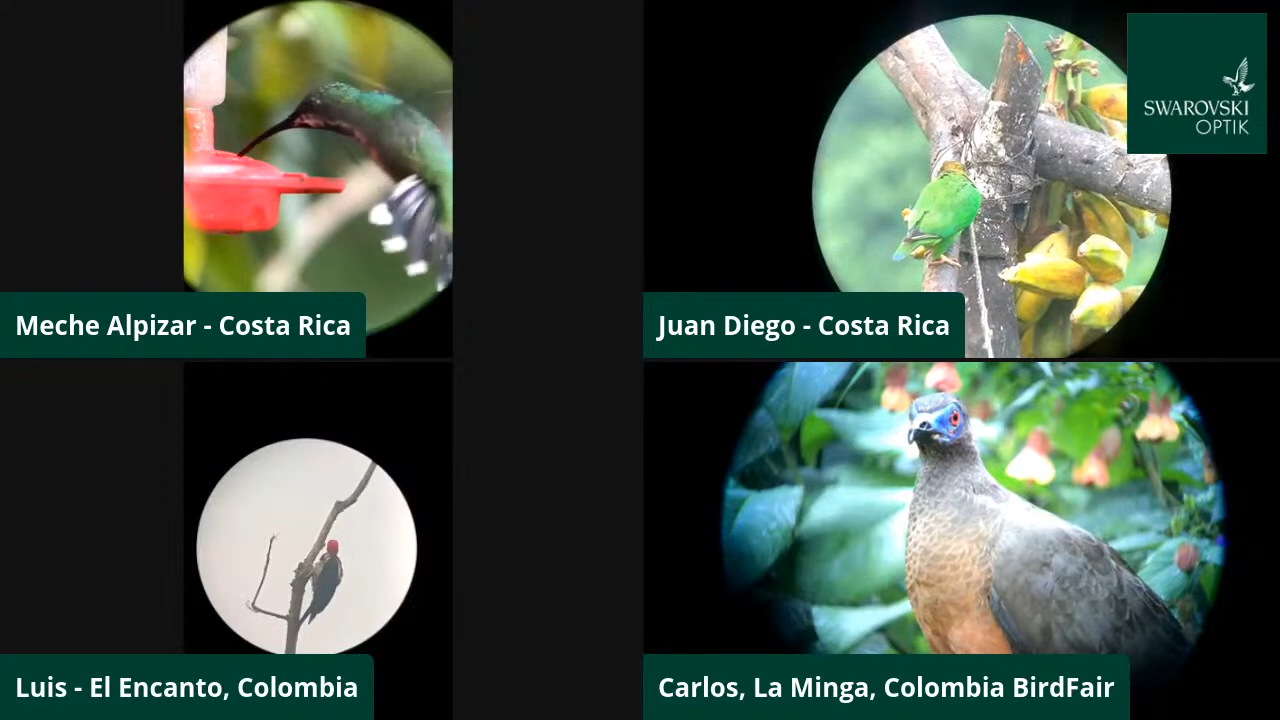 SWAROVSKI
OPTIK
Meche Alpizar - Costa Rica
Juan Diego - Costa Rica
Luis - El Encanto, Colombia
Carlos, La Minga, Colombia BirdFair